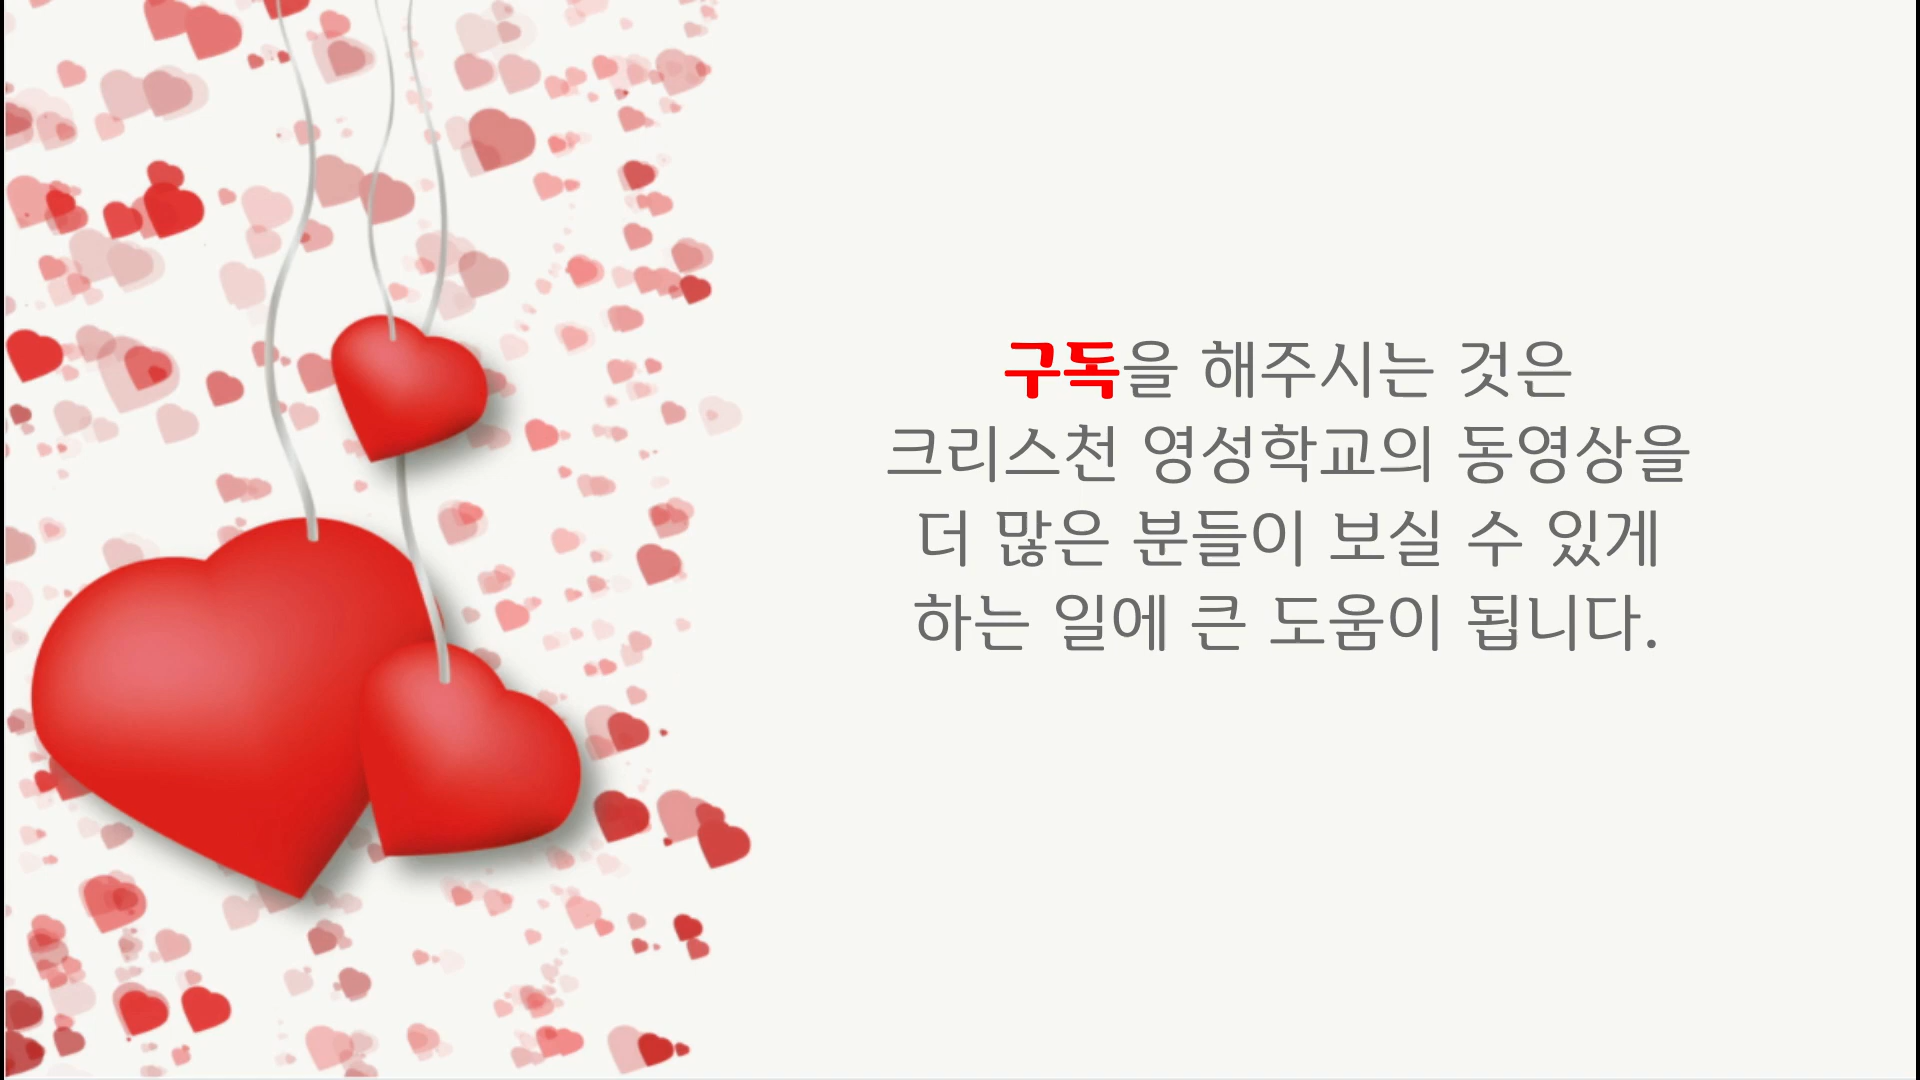 구독을 해주시는 것은
크리스천 영성학교의 동영상을
더 많은 분들이 보실 수 있게
하는 일에 큰 도움이 됩니다.